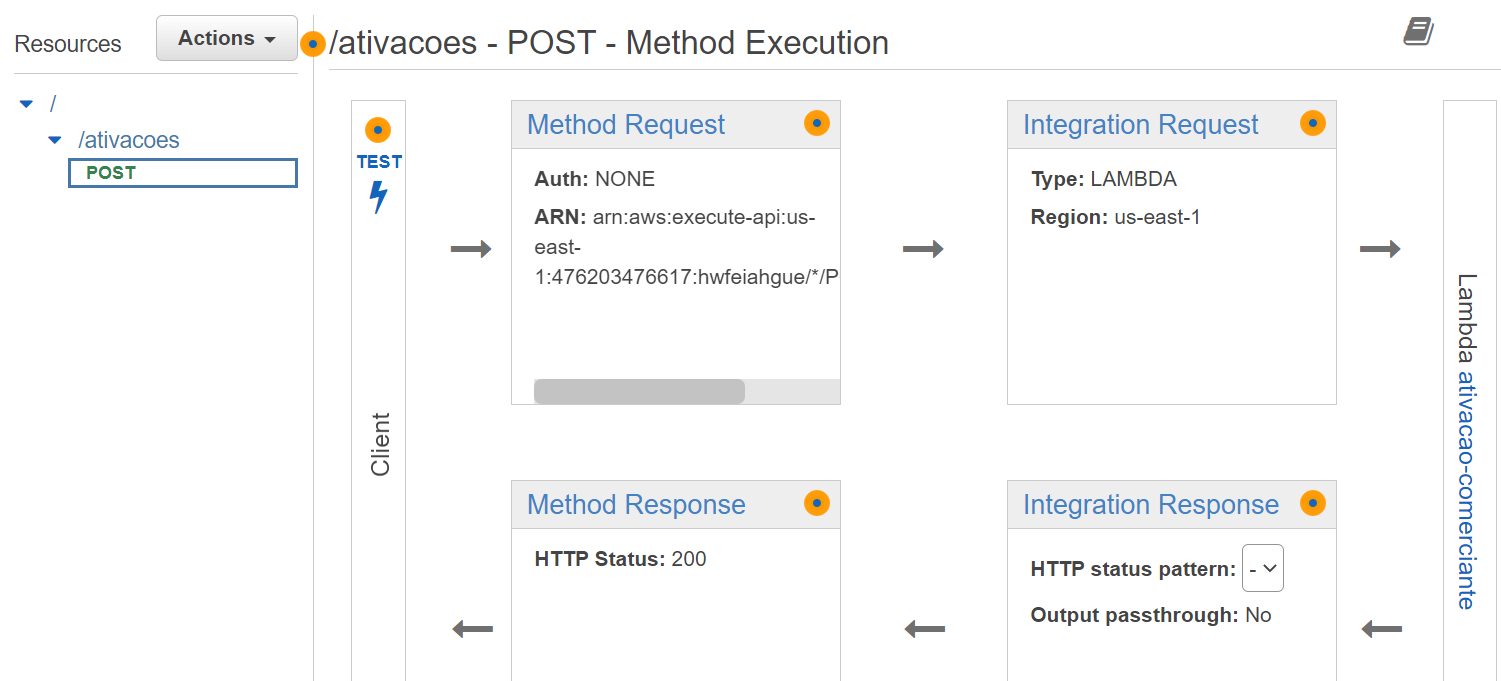 Resources
Actions
/ativacoes - POST - Method Execution
/
/ativacoes
POST
TEST
Client
Method Request
Auth: NONE
ARN: arn:aws:execute-api:us-
east-
1:476203476617:hwfeiahgue/*/P
Integration Request
Type: LAMBDA
Region: us-east-1
Lambda ativacao-comerciante
Method Response
HTTP Status: 200
Integration Response
HTTP status pattern: -
Output passthrough: No